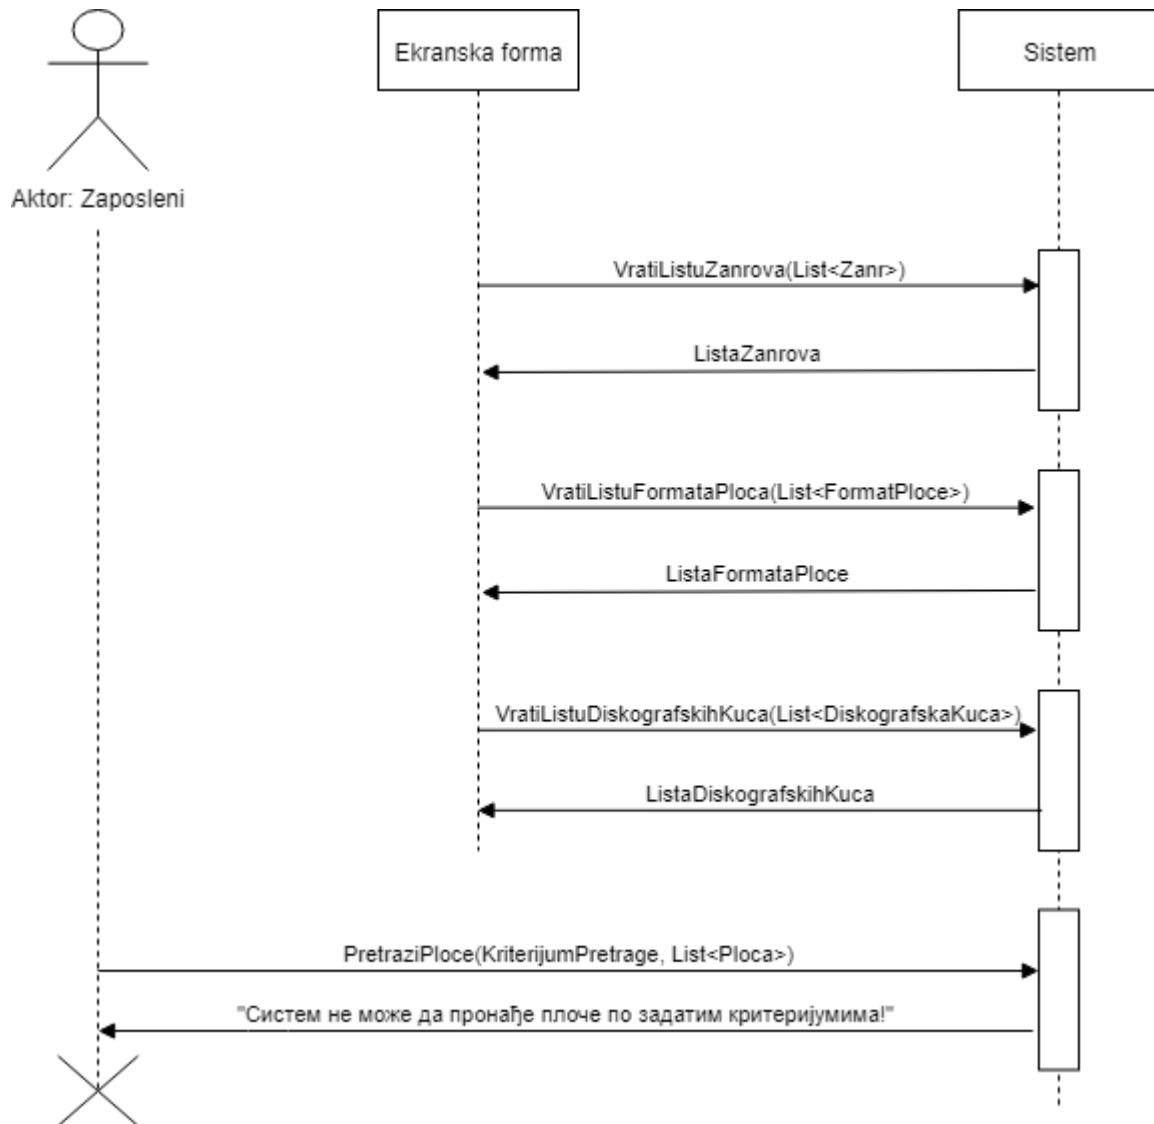 Ekranska forma
Sistem
Aktor: Zaposleni
VratiListuZanrova(List<Zanr>)
ListaZanrova
VratiListuFormataPloca(List<FormatPloce>)
ListaFormataPloce
VratiListuDiskografskihKuca(List<DiskografskaKuca>)
ListaDiskografskihKuca
PretraziPloce(KriterijumPretrage, List<Ploca>)
"Систем не може да пронађе плоче по задатим критеријумима!"